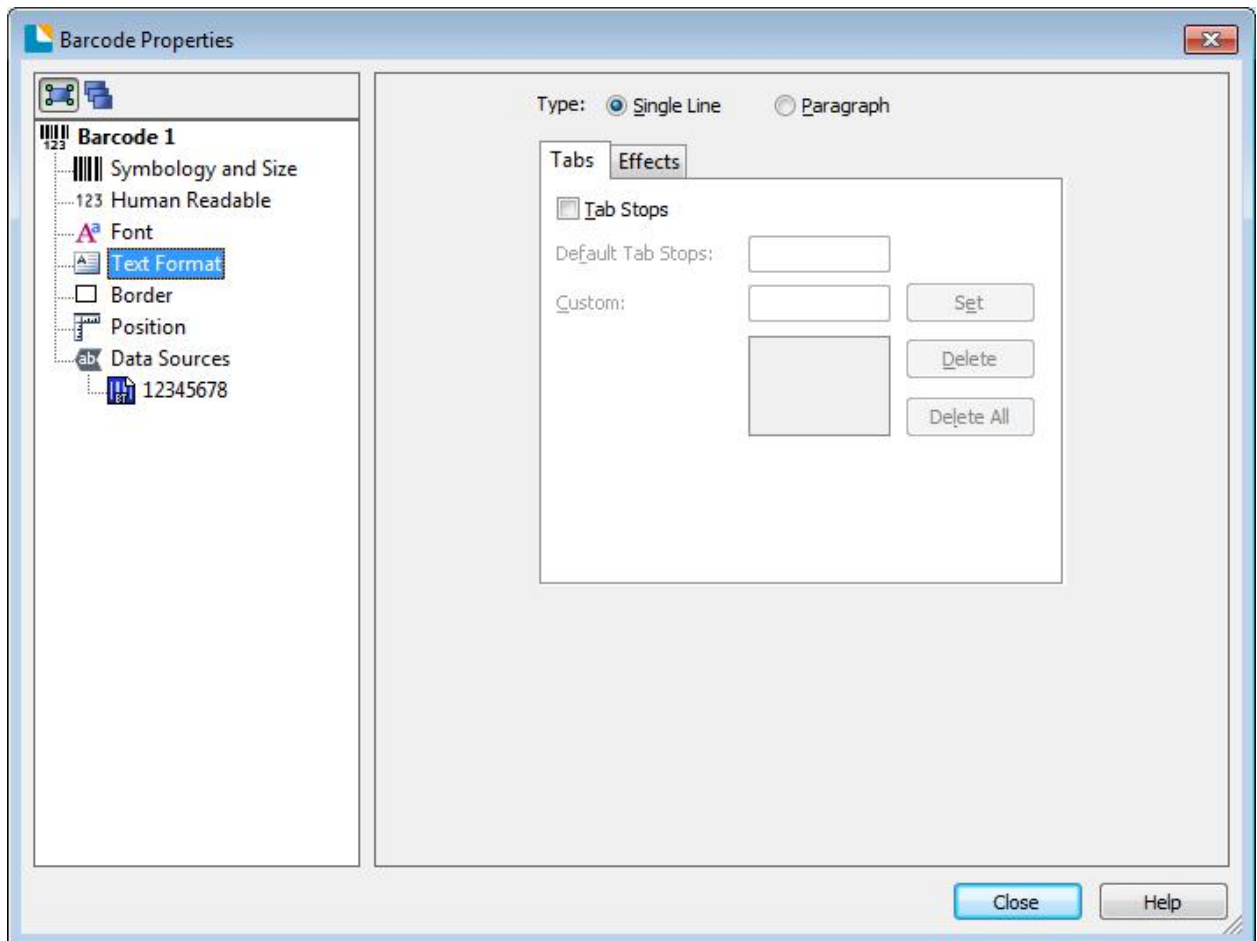 Barcode Properties
Barcode 1
Symbology and Size
123 Human Readable
Font
Text Format
Border
Position
Data Sources
12345678
Type: Single Line Paragraph
Tabs Effects
Tab Stops
Default Tab Stops:
Custom: Set
Delete
Delete All
Close Help